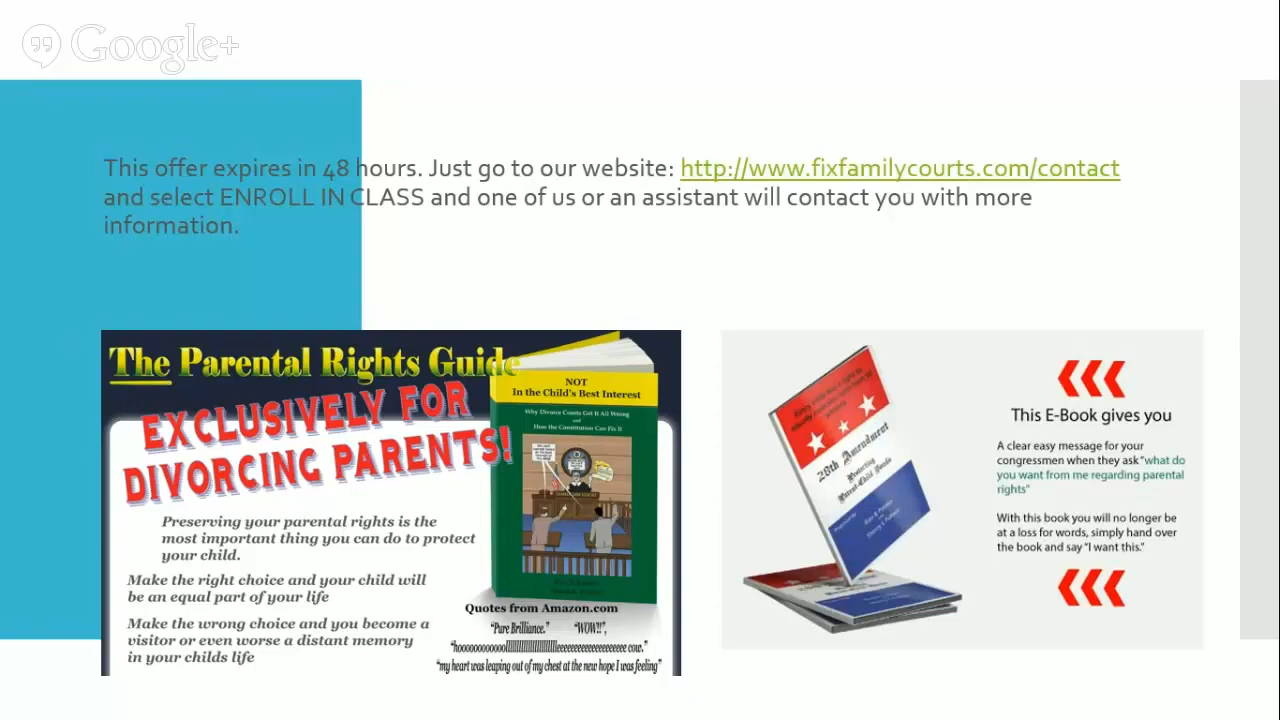 Google+
This offer expires in 48 hours. Just go to our website: http://www.fixfamilycourts.com/contact
and select ENROLL IN CLASS and one of us or an assistant will contact you with more
information.
The Parental Rights Guide
EXCLUSIVELY FOR
DIVORCING PARENTS!
Preserving your parental rights is the
most important thing you can do to protect
your child.
Make the right choice and your child will
be an equal part of your life
Make the wrong choice and you become a
visitor or even worse a distant memory
in your childs life
NOT
In the Child's Best Interest
Why Divorce Courts Get It All Wrong
and
How the Constitution Can Fix It
Quotes from Amazon.com
"Pure Brilliance." "WOW!!",
"my heart was leaping out of my chest at the new hope I was feeling"
28th Amendment
Protecting
Parent-Child Bonds
This E-Book gives you
A clear easy message for your
congressmen when they ask "what do
you want from me regarding parental
rights"
With this book you will no longer be
at a loss for words, simply hand over
the book and say "I want this."